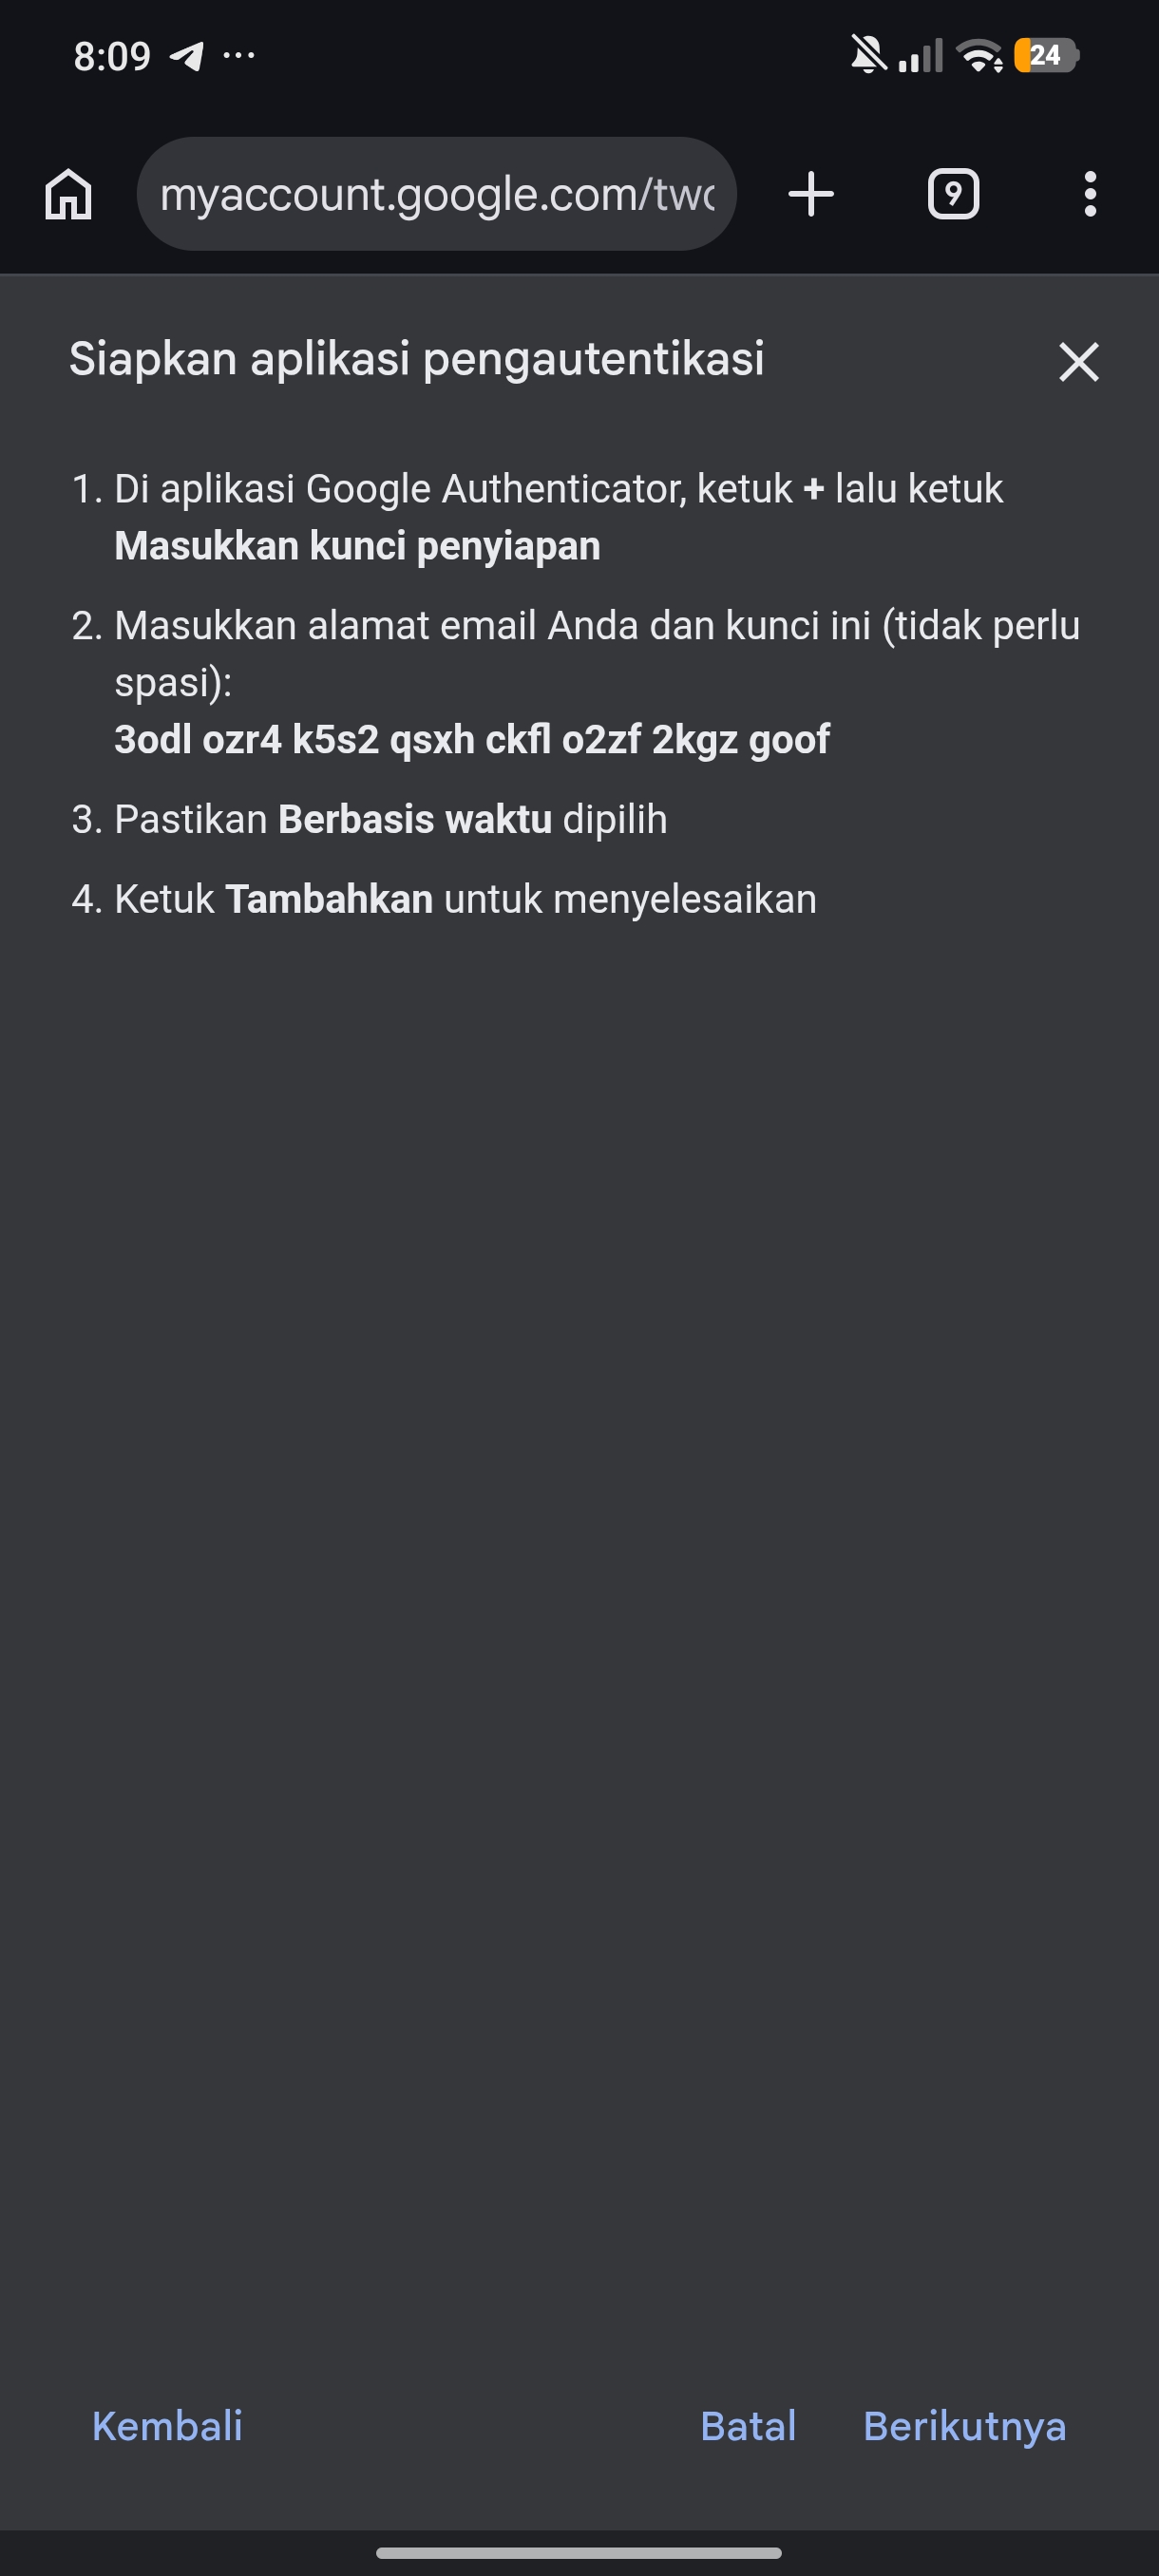 8:09
24
myaccount.google.com/two
9
Siapkan aplikasi pengautentikasi
1. Di aplikasi Google Authenticator, ketuk + lalu ketuk
Masukkan kunci penyiapan
2. Masukkan alamat email Anda dan kunci ini (tidak perlu
spasi):
3odl ozr4 k5s2 qsxh ckfl o2zf 2kgz goof
3. Pastikan Berbasis waktu dipilih
4. Ketuk Tambahkan untuk menyelesaikan
Kembali
Batal
Berikutnya